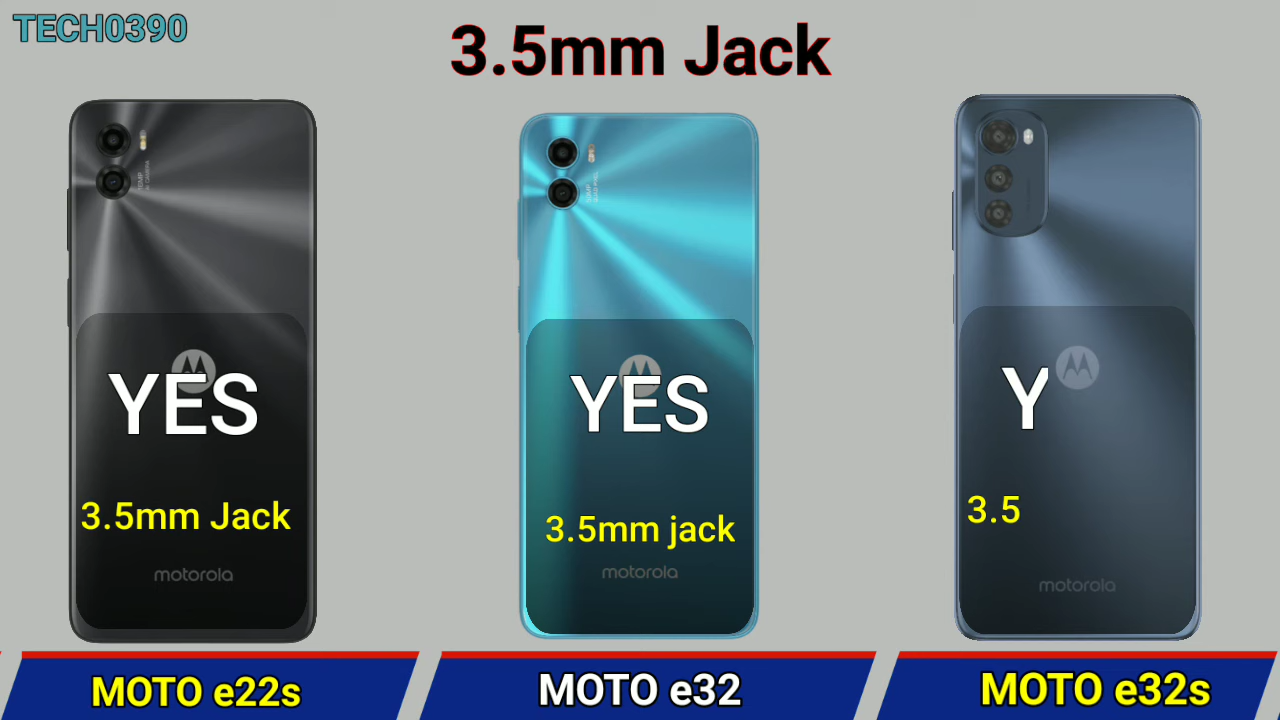 TECH0390
3.5mm Jack
YES
3.5mm Jack
motorola
MOTO e22s
YES
3.5mm jack
motorola
MOTO e32
Y
3.5
motorola
MOTO e32s